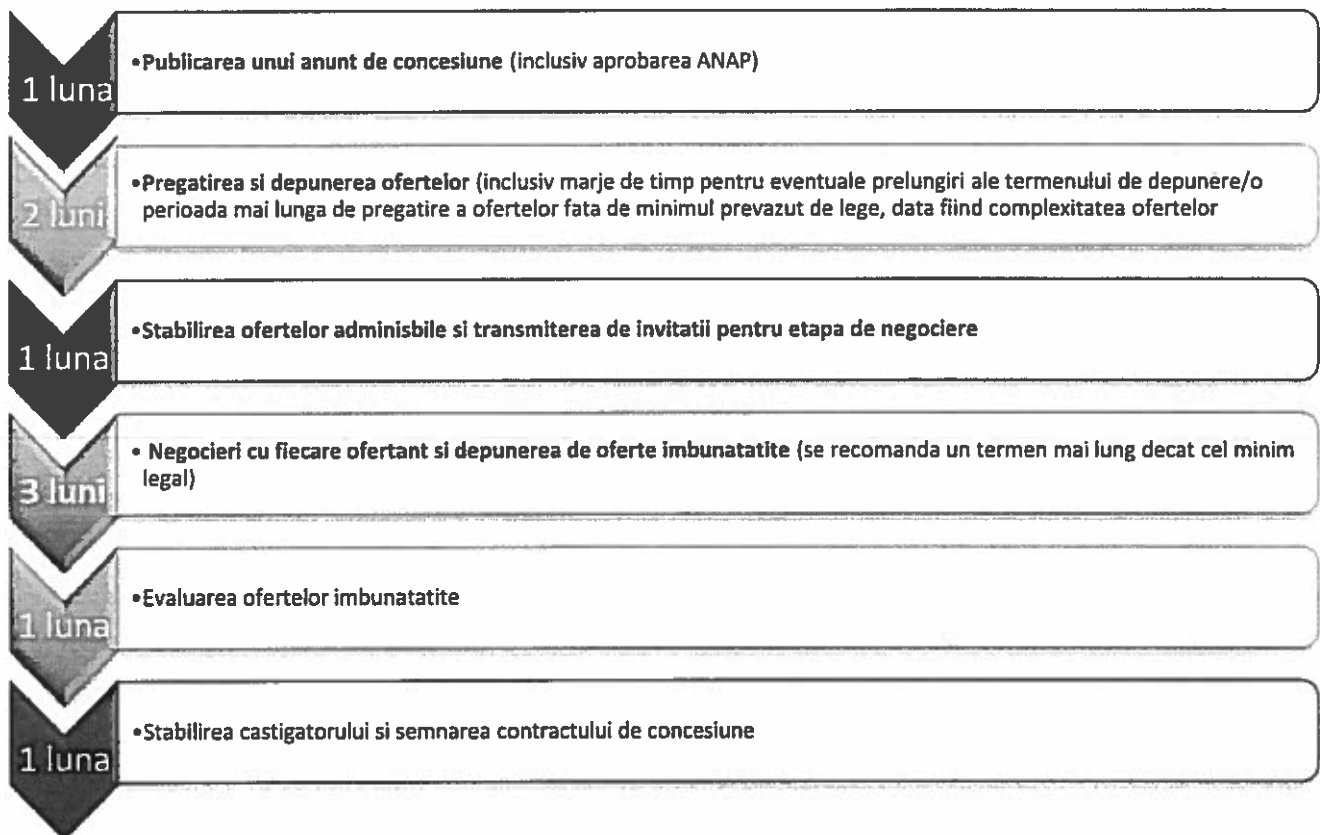 1 luna
•Publicarea unui anunt de concesiune (inclusiv aprobarea ANAP)
2 luni
•Pregatirea si depunerea ofertelor (inclusiv marje de timp pentru eventuale prelungiri ale termenului de depunere/o
perioada mai lunga de pregatire a ofertelor fata de minimul prevazut de lege, data fiind complexitatea ofertelor
1 luna
•Stabilirea ofertelor adminisbile si transmiterea de invitatii pentru etapa de negociere
3 luni
• Negocieri cu fiecare ofertant si depunerea de oferte imbunatatite (se recomanda un termen mai lung decat cel minim
legal)
1 luna
•Evaluarea ofertelor imbunatatite
1 luna
•Stabilirea castigatorului si semnarea contractului de concesiune